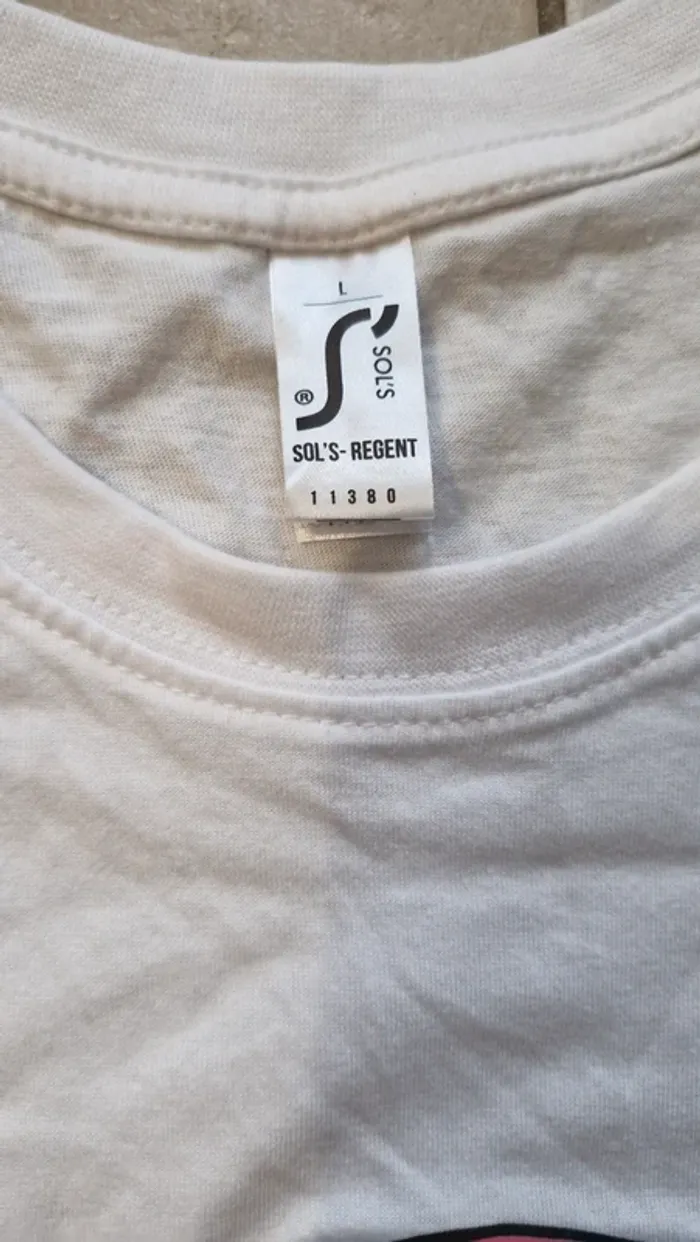 L
SOL'S
®
SOL'S- REGENT
11380